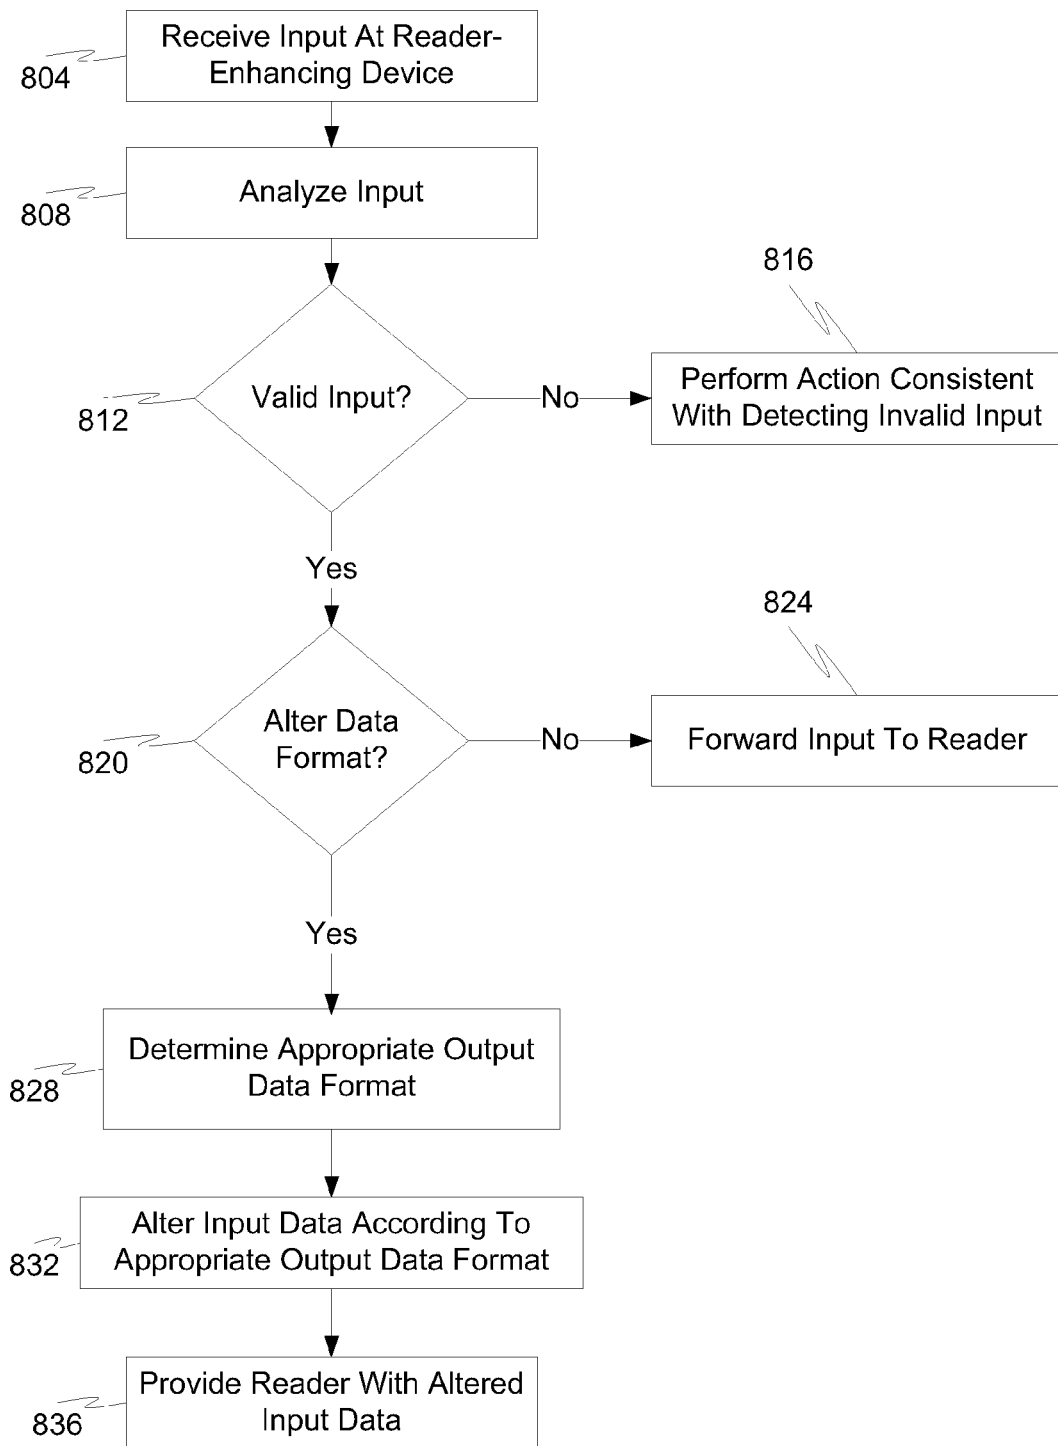 Receive Input At Reader-
Enhancing Device
804
Analyze Input
808
816
Valid Input?
No
Perform Action Consistent
With Detecting Invalid Input
812
Yes
824
Alter Data
Format?
No
Forward Input To Reader
820
Yes
Determine Appropriate Output
Data Format
828
Alter Input Data According To
Appropriate Output Data Format
832
Provide Reader With Altered
Input Data
836